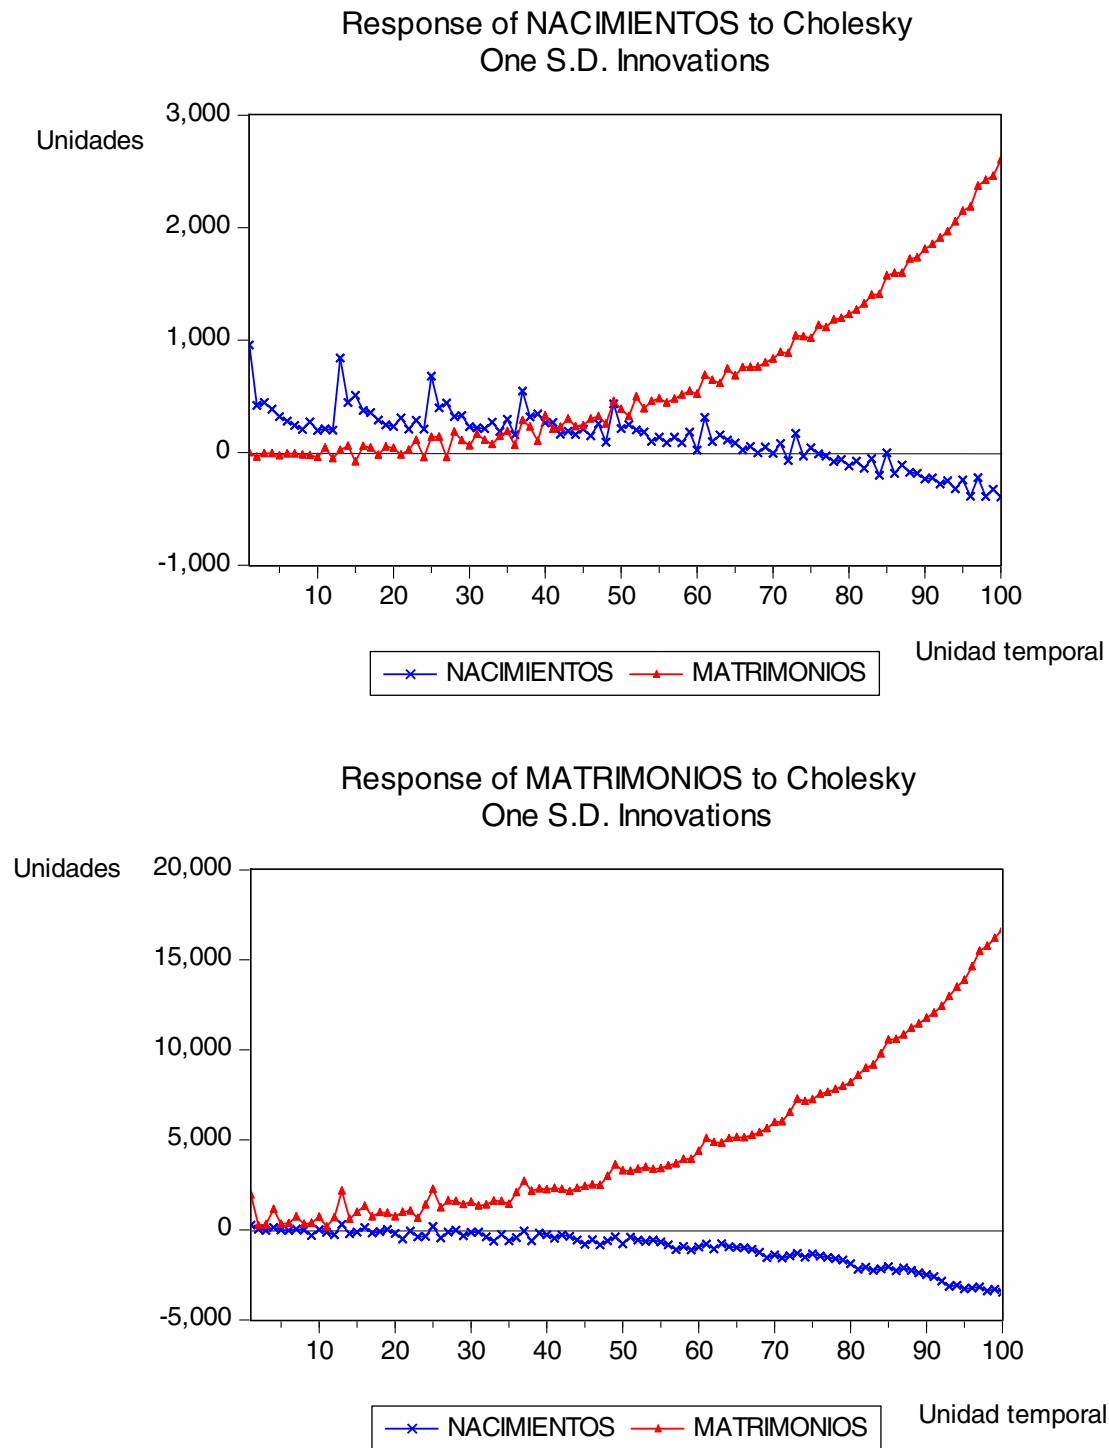 Response of NACIMIENTOS to Cholesky
One S.D. Innovations
Unidades
3,000
2,000
1,000
0
-1,000
10 20 30 40 50 60 70 80 90 100
Unidad temporal
NACIMIENTOS MATRIMONIOS
Response of MATRIMONIOS to Cholesky
One S.D. Innovations
Unidades
20,000
15,000
10,000
5,000
0
-5,000
10 20 30 40 50 60 70 80 90 100
Unidad temporal
NACIMIENTOS MATRIMONIOS